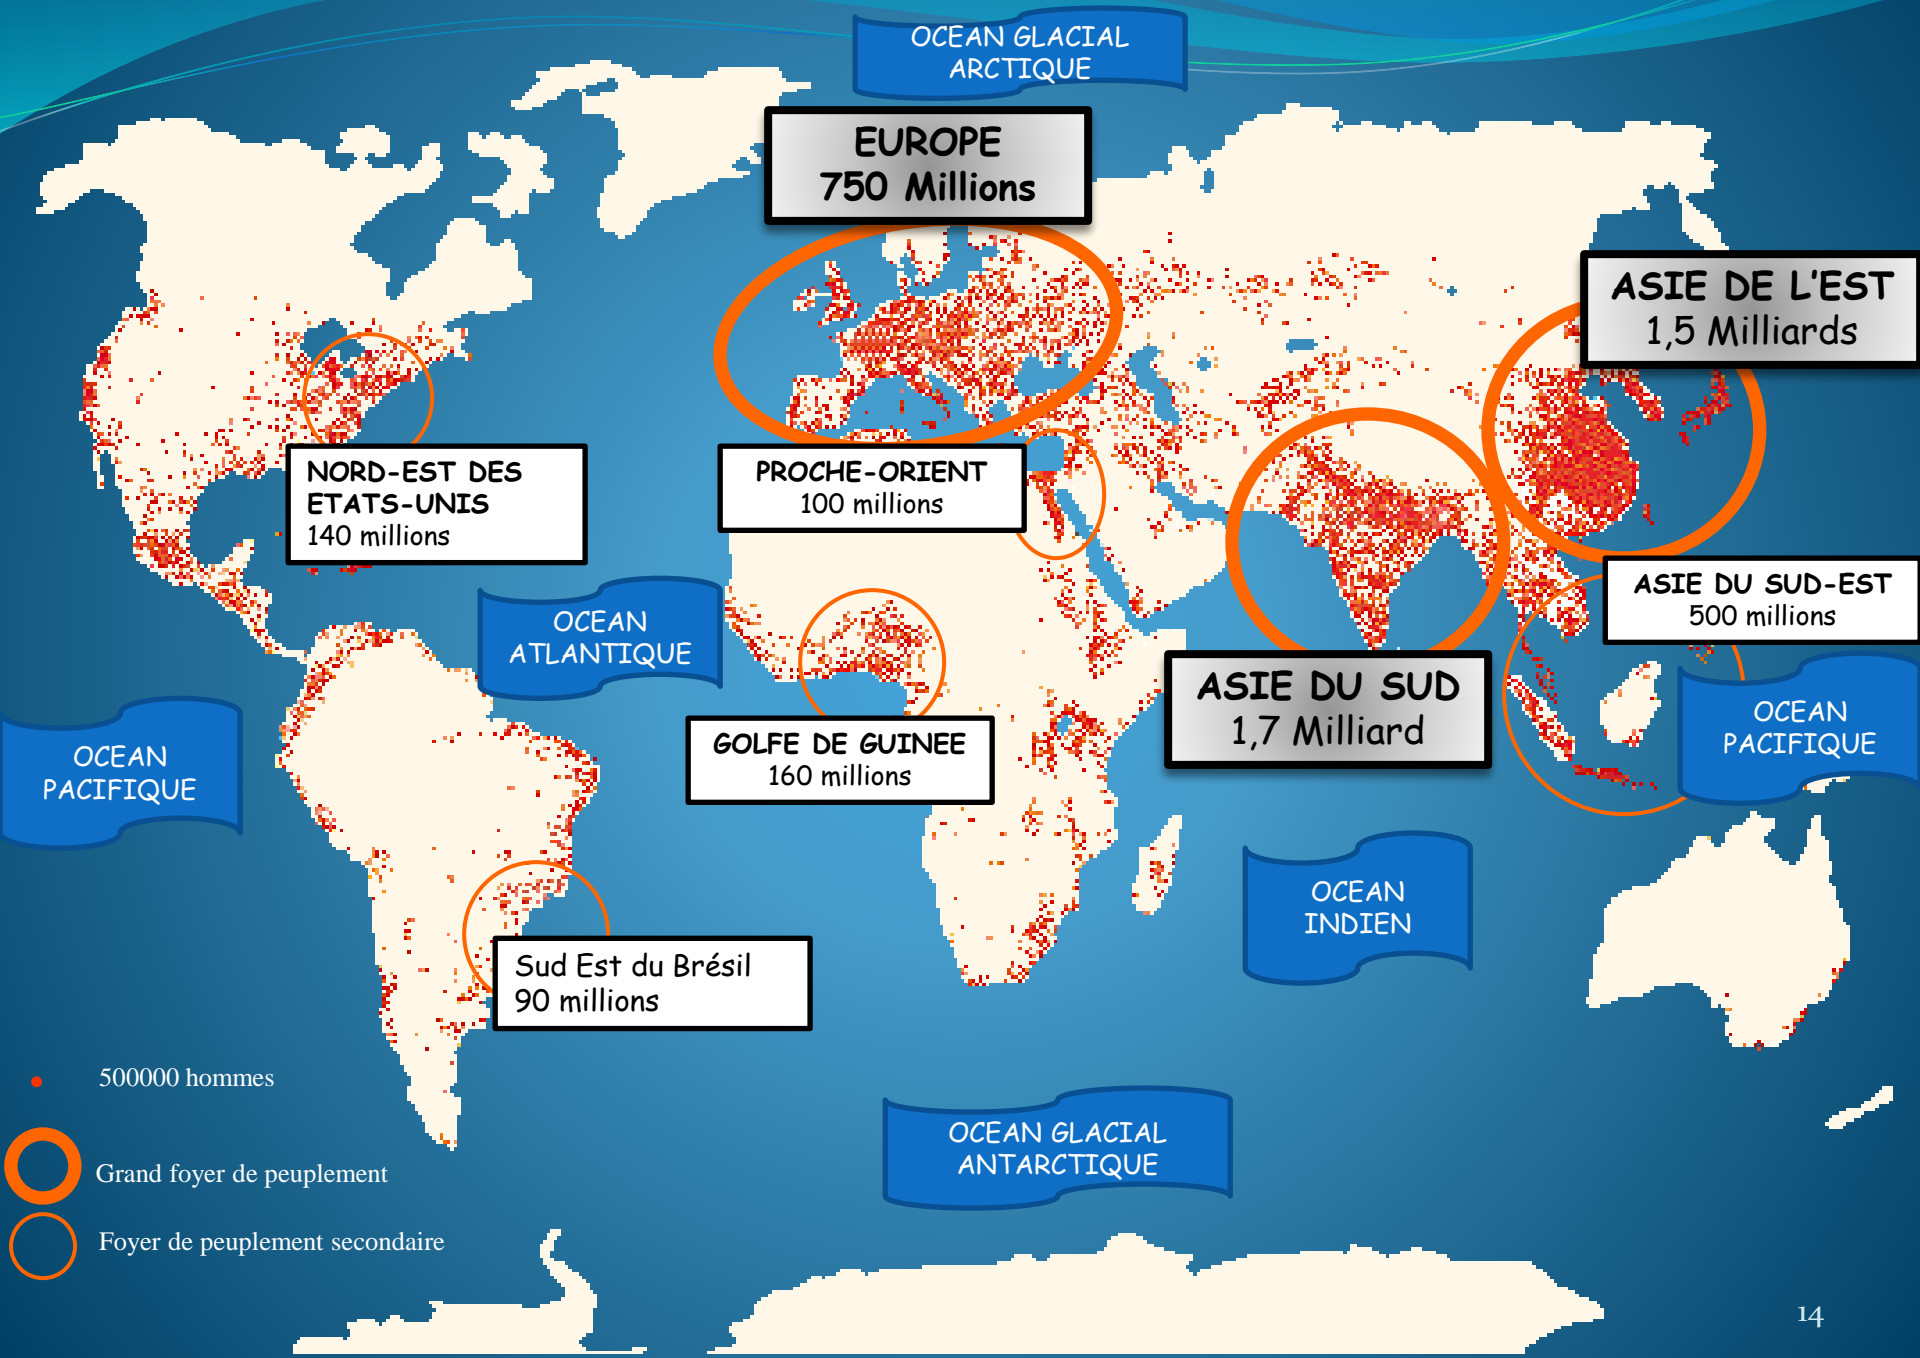 OCEAN GLACIAL
ARCTIQUE
EUROPE
750 Millions
ASIE DE L'EST
1,5 Milliards
NORD-EST DES
ETATS-UNIS
140 millions
PROCHE-ORIENT
100 millions
ASIE DU SUD-EST
500 millions
OCEAN
ATLANTIQUE
ASIE DU SUD
1,7 Milliard
OCEAN
PACIFIQUE
OCEAN
PACIFIQUE
GOLFE DE GUINEE
160 millions
OCEAN
INDIEN
Sud Est du Brésil
90 millions
500000 hommes
OCEAN GLACIAL
ANTARCTIQUE
Grand foyer de peuplement
Foyer de peuplement secondaire
14